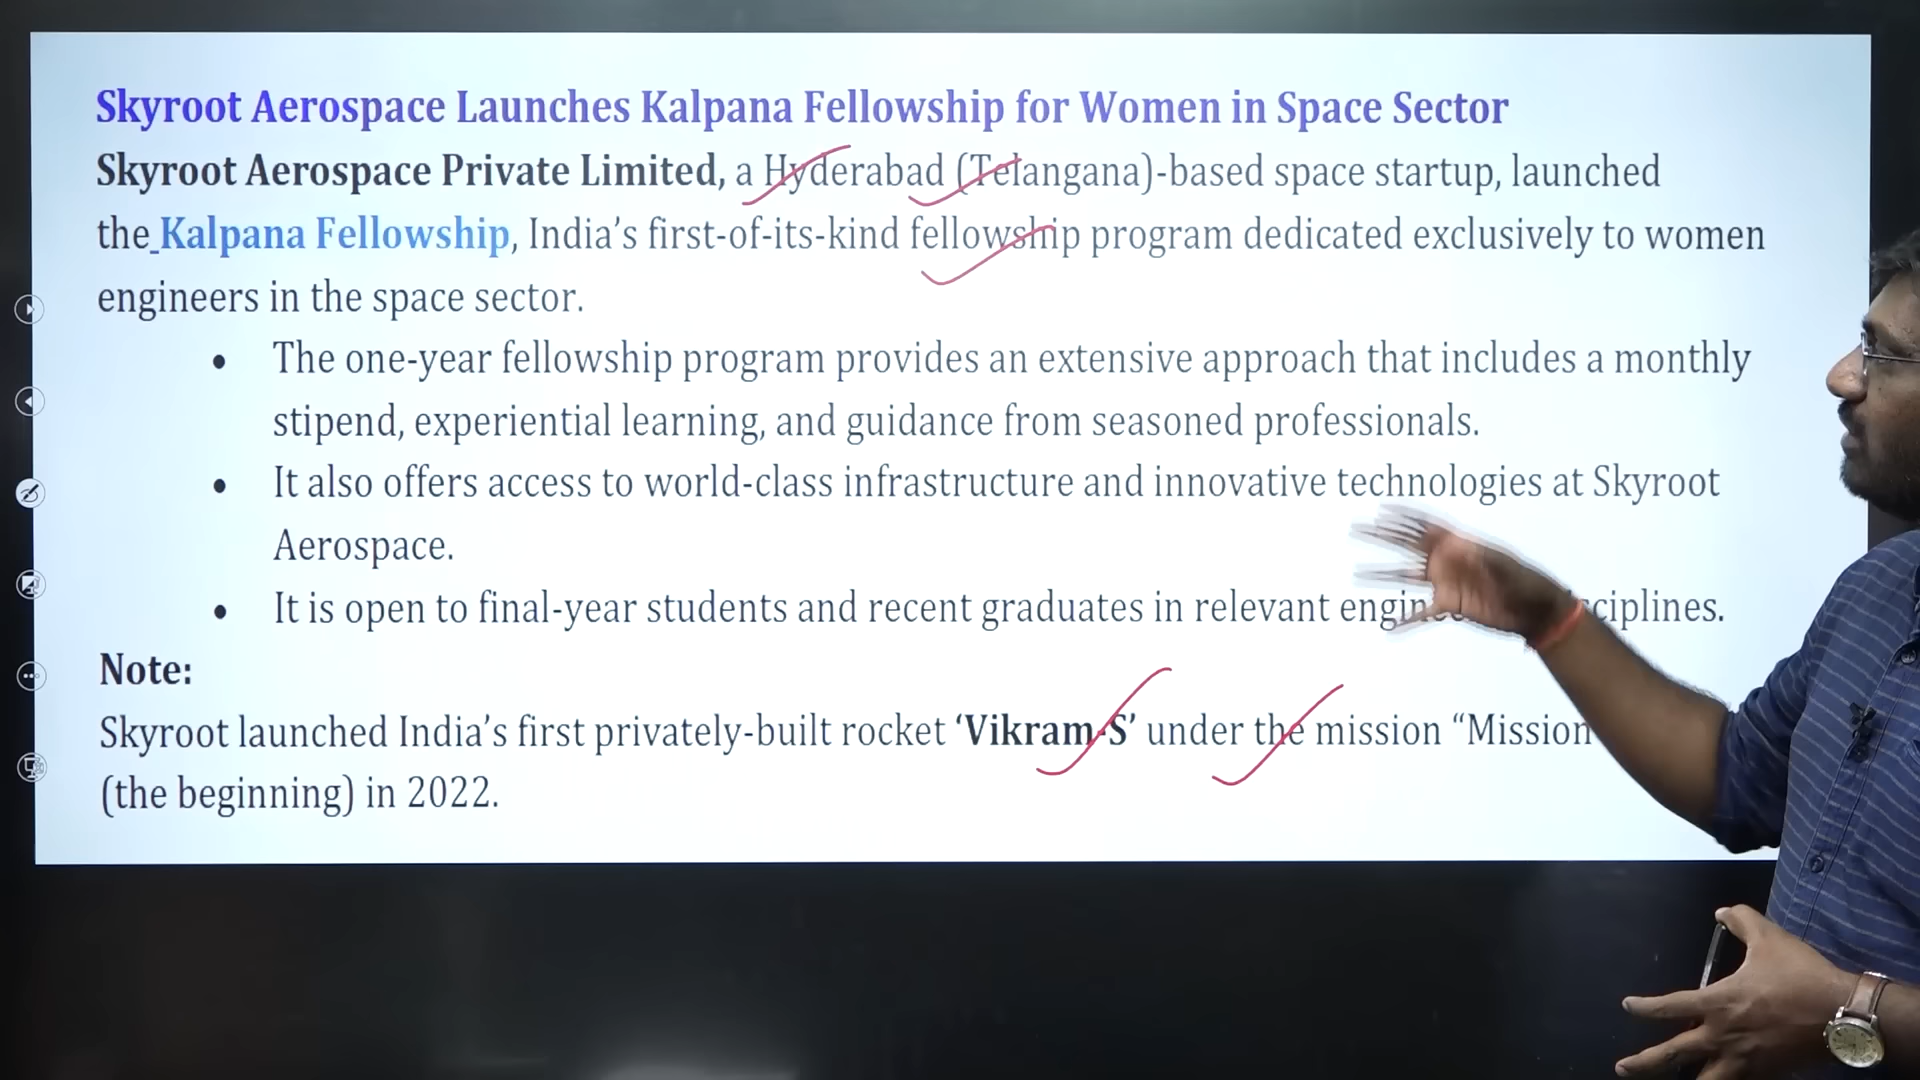 Skyroot Aerospace Launches Kalpana Fellowship for Women in Space Sector
Skyroot Aerospace Private Limited, a Hyderabad (Telangana)-based space startup, launched
the Kalpana Fellowship, India's first-of-its-kind fellowship program dedicated exclusively to women
engineers in the space sector.
• The one-year fellowship program provides an extensive approach that includes a monthly
stipend, experiential learning, and guidance from seasoned professionals.
• It also offers access to world-class infrastructure and innovative technologies at Skyroot
Aerospace.
• It is open to final-year students and recent graduates in relevant
Note:
Skyroot launched India's first privately-built rocket 'Vikram-S' under the mission "Mission
(the beginning) in 2022.